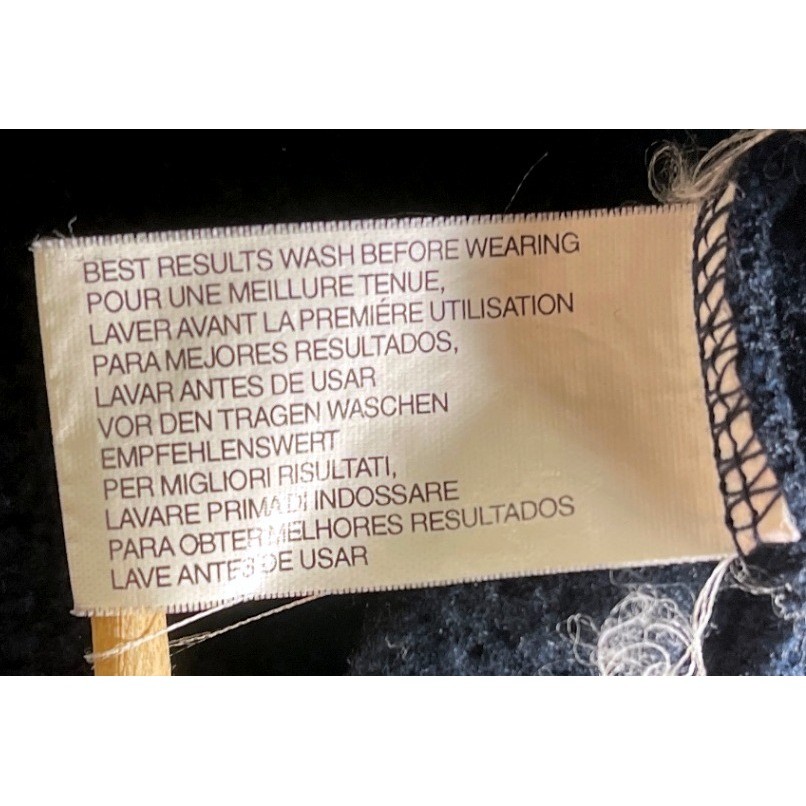 BEST RESULTS WASH BEFORE WEARING
POUR UNE MEILLURE TENUE,
LAVER AVANT LA PREMIÉRE UTILISATION
PARA MEJORES RESULTADOS,
LAVAR ANTES DE USAR
VOR DEN TRAGEN WASCHEN
EMPFEHLENSWERT
PER MIGLIORI RISULTATI,
LAVARE PRIMA DI INDOSSARE
PARA OBTER MELHORES RESULTADOS
LAVE ANTES DE USAR